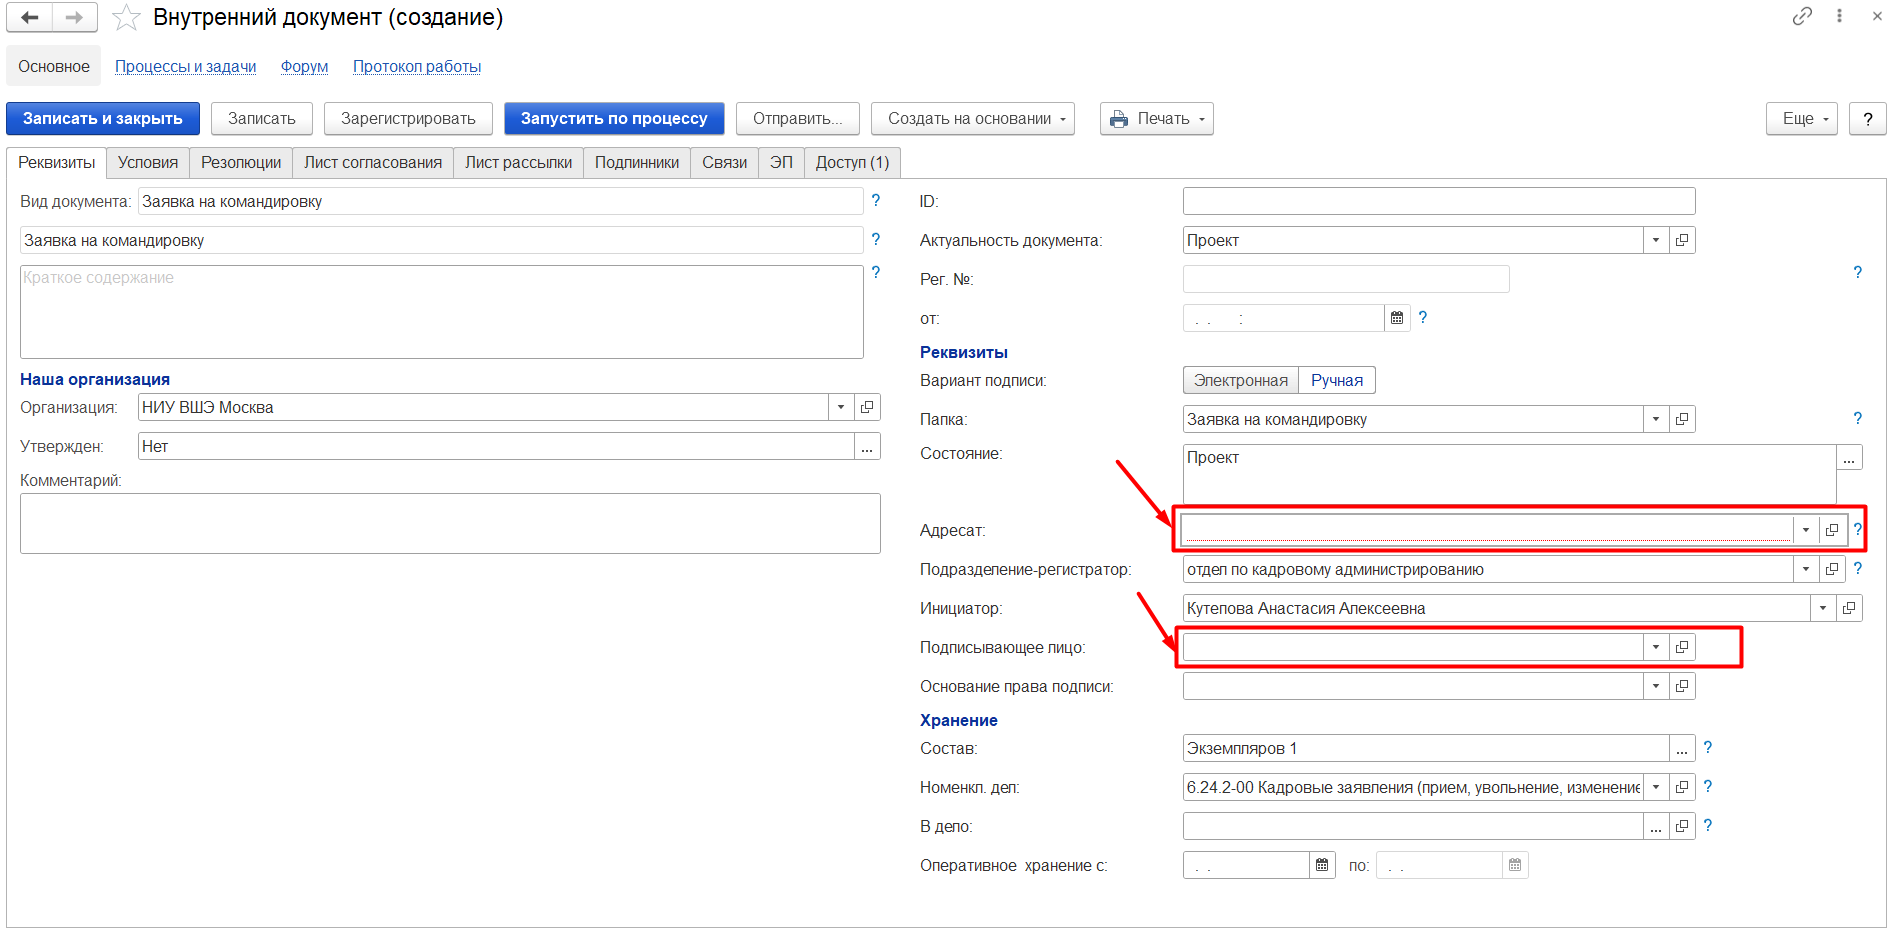 Внутренний документ (создание)
Основное Процессы и задачи Форум Протокол работы
Записать и закрыть Записать Зарегистрировать Запустить по процессу Отправить... Создать на основании Печать Еще ?
Реквизиты Условия Резолюции Лист согласования Лист рассылки Подлинники Связи ЭП Доступ (1)
Вид документа: Заявка на командировку ?
Заявка на командировку ?
Краткое содержание ?
Наша организация
Организация: НИУ ВШЭ Москва
Утвержден: Нет ...
Комментарий:
ID:
Актуальность документа: Проект
Рег. №: ?
от: . . : ?
Реквизиты
Вариант подписи: Электронная Ручная
Папка: Заявка на командировку ?
Состояние: Проект ...
Адресат: ?
Подразделение-регистратор: отдел по кадровому администрированию ?
Инициатор: Кутепова Анастасия Алексеевна
Подписывающее лицо:
Основание права подписи:
Хранение
Состав: Экземпляров 1 ... ?
Номенкл. дел: 6.24.2-00 Кадровые заявления (прием, увольнение, изменение ?
В дело: ... ?
Оперативное хранение с: . . по: . .